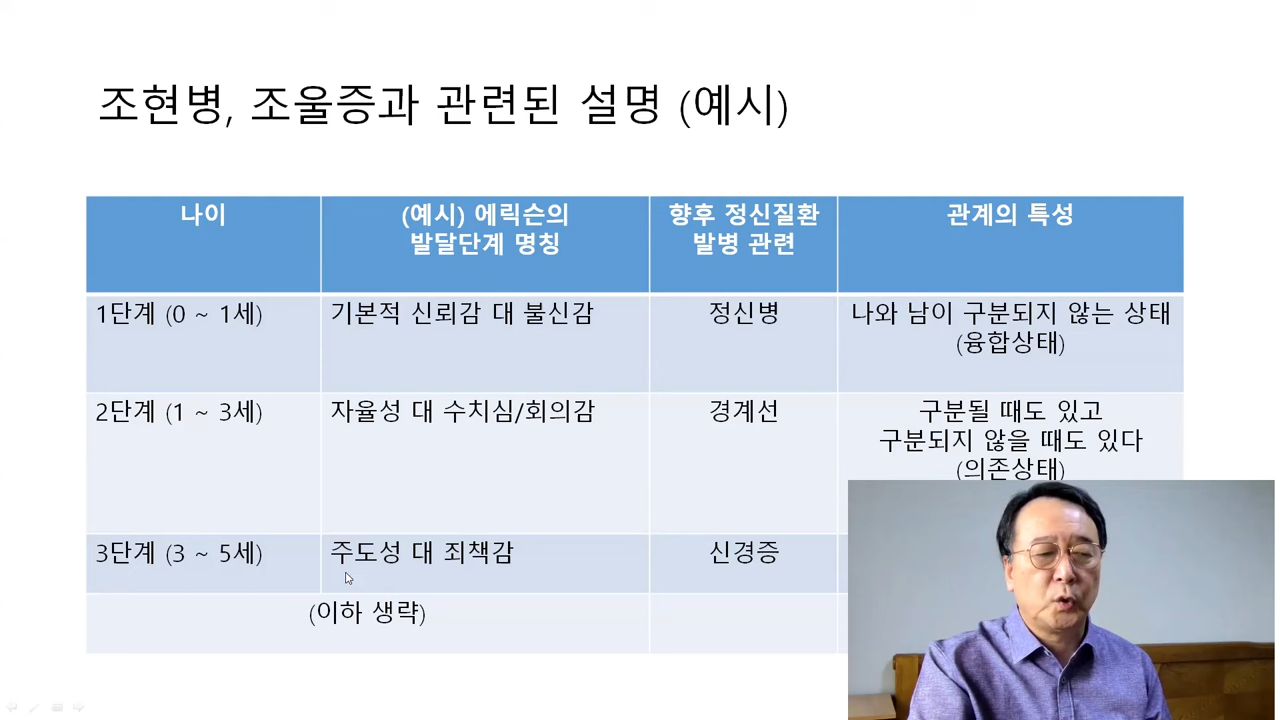 조현병, 조울증과 관련된 설명 (예시)
나이
(예시) 에릭슨의
발달단계 명칭
향후 정신질환
발병 관련
관계의 특성
1단계 (0 ~ 1세)
기본적 신뢰감 대 불신감
정신병
나와 남이 구분되지 않는 상태
(융합상태)
2단계 (1 ~ 3세)
자율성 대 수치심/회의감
경계선
구분될 때도 있고
구분되지 않을 때도 있다
(의존상태)
3단계 (3 ~ 5세)
주도성 대 죄책감
신경증
(이하 생략)